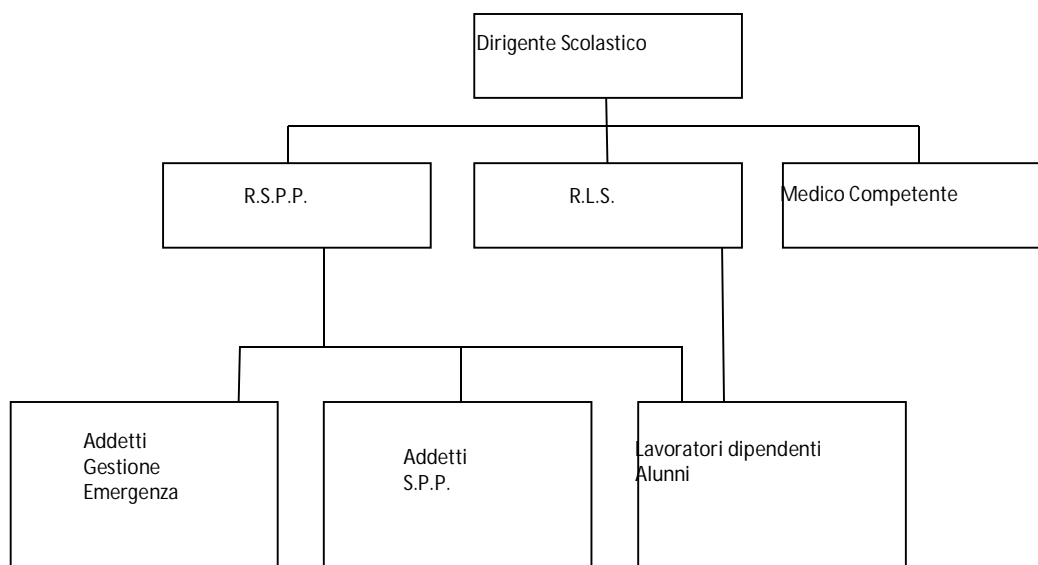 Dirigente Scolastico
R.S.P.P.
R.L.S.
Medico Competente
Addetti
Gestione
Emergenza
Addetti
S.P.P.
Lavoratori dipendenti
Alunni